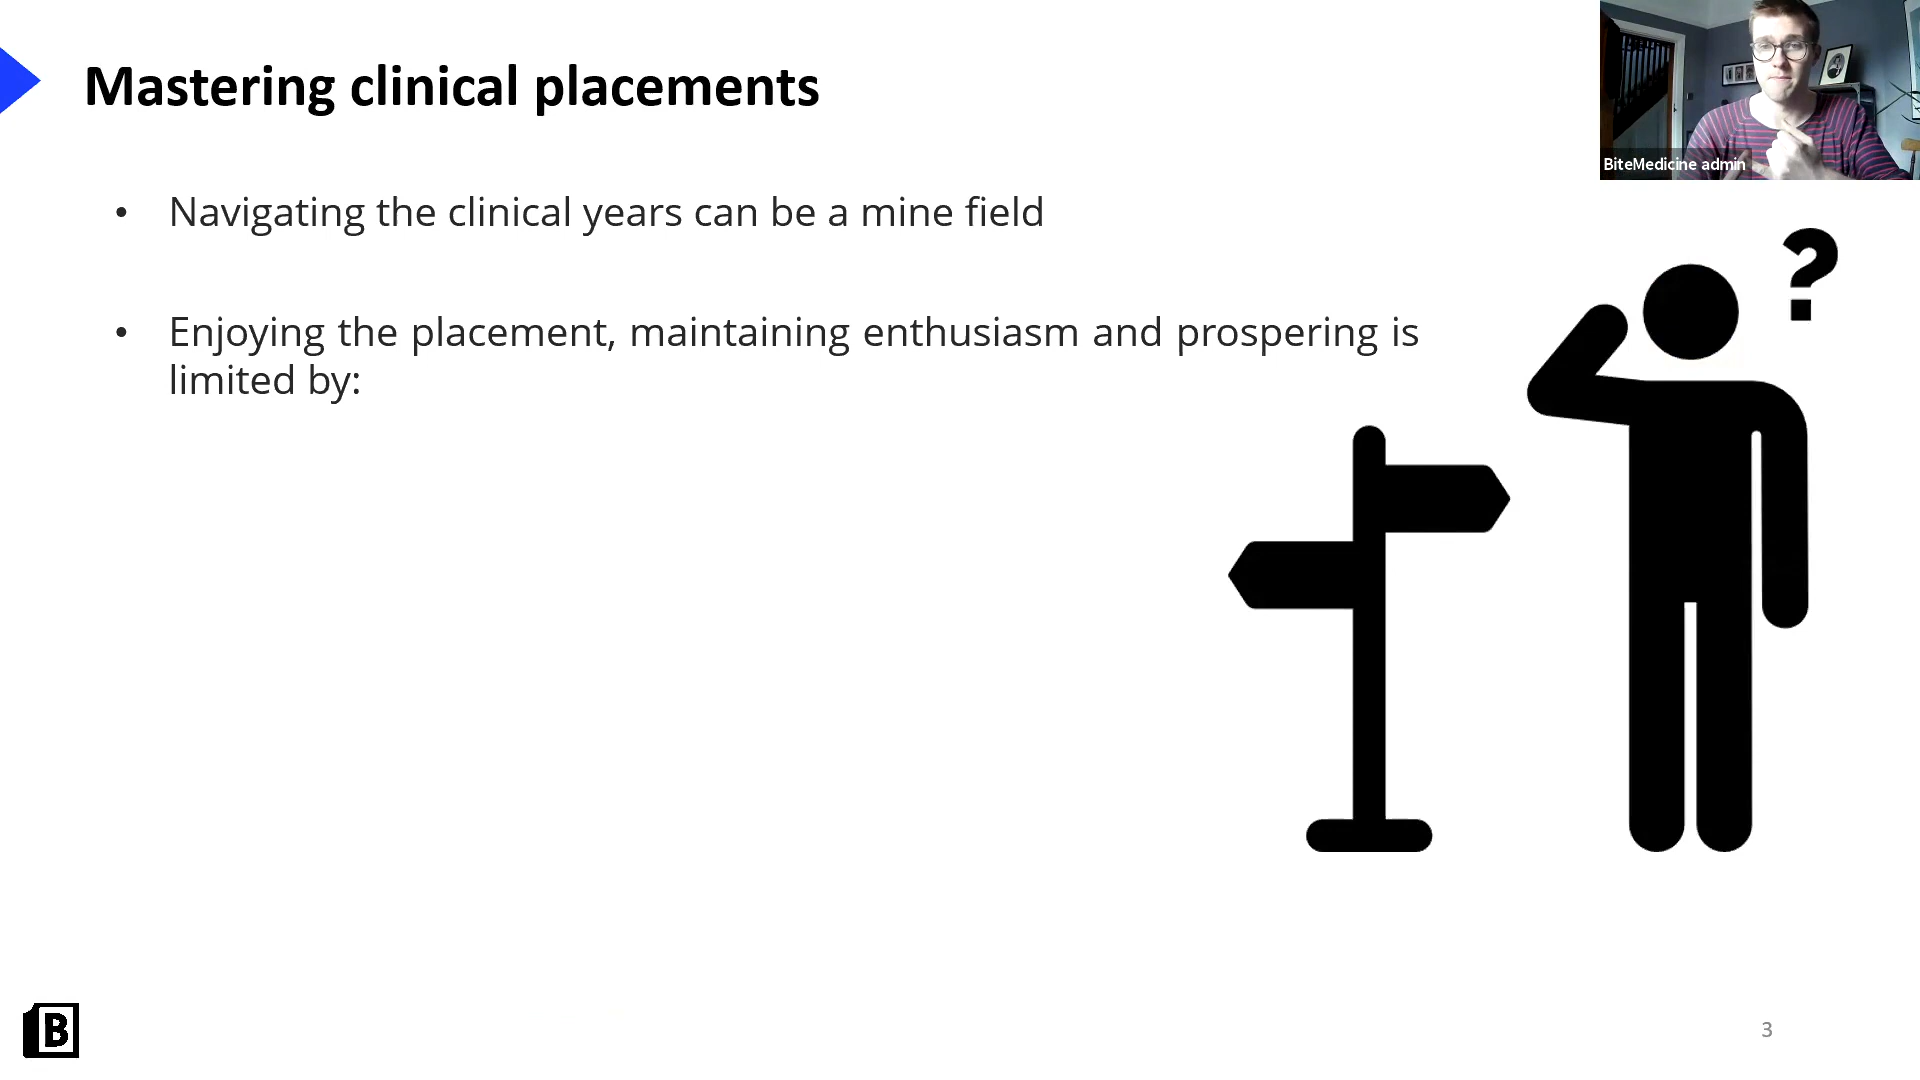 Mastering clinical placements
BiteMedicine admin
• Navigating the clinical years can be a mine field
?
• Enjoying the placement, maintaining enthusiasm and prospering is
limited by:
B
3